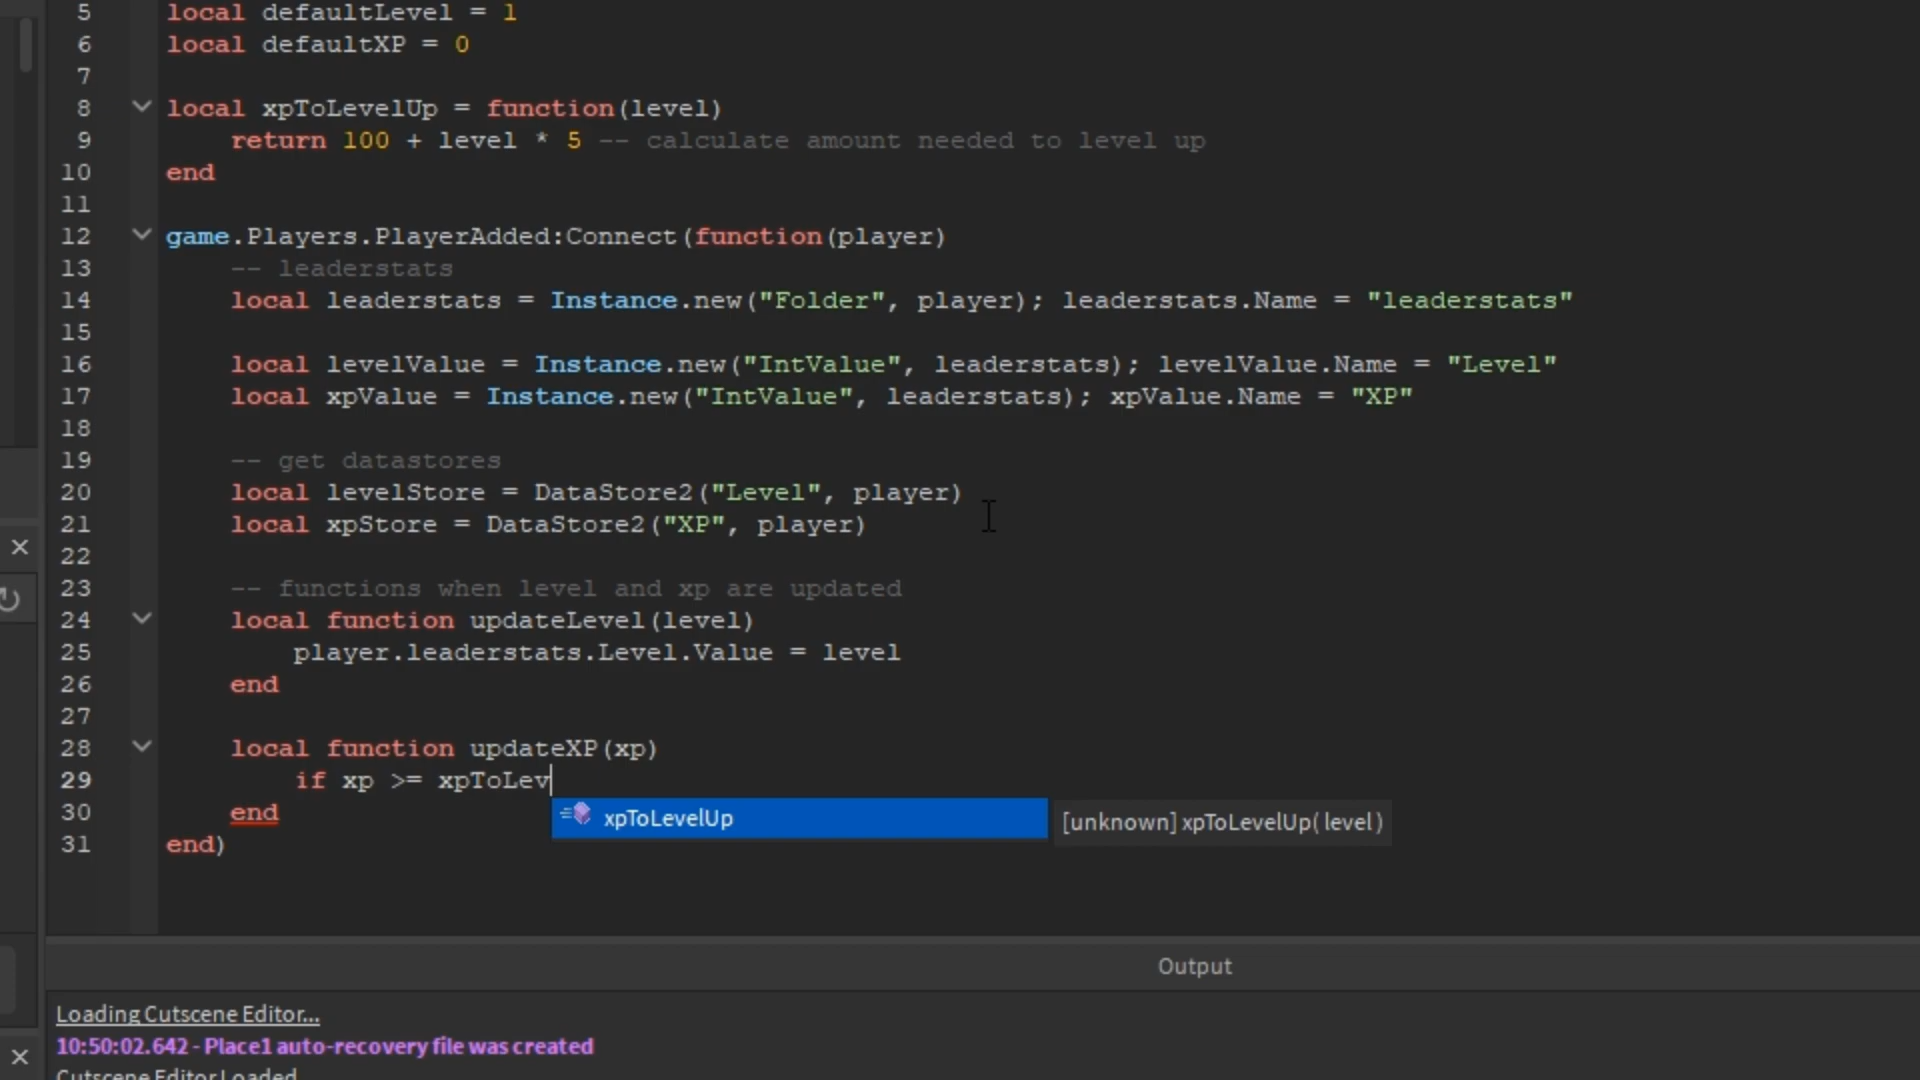 5 local defaultLevel = 1
6 local defaultXP = 0
7
8 local xpToLevelUp = function(level)
9 return 100 + level * 5 -- calculate amount needed to level up
10 end
11
12 game.Players.PlayerAdded:Connect(function(player)
13 -- leaderstats
14 local leaderstats = Instance.new("Folder", player); leaderstats.Name = "leaderstats"
15
16 local levelValue = Instance.new("IntValue", leaderstats); levelValue.Name = "Level"
17 local xpValue = Instance.new("IntValue", leaderstats); xpValue.Name = "XP"
18
19 -- get datastores
20 local levelStore = DataStore2("Level", player)
21 local xpStore = DataStore2("XP", player)
22
23 -- functions when level and xp are updated
24 local function updateLevel(level)
25 player.leaderstats.Level.Value = level
26 end
27
28 local function updateXP(xp)
29 if xp >= xpToLev
30 end
xpToLevelUp [unknown] xpToLevelUp( level )
31 end)
Output
Loading Cutscene Editor...
10:50:02.642 - Place1 auto-recovery file was created
Cutscene Editor Loaded